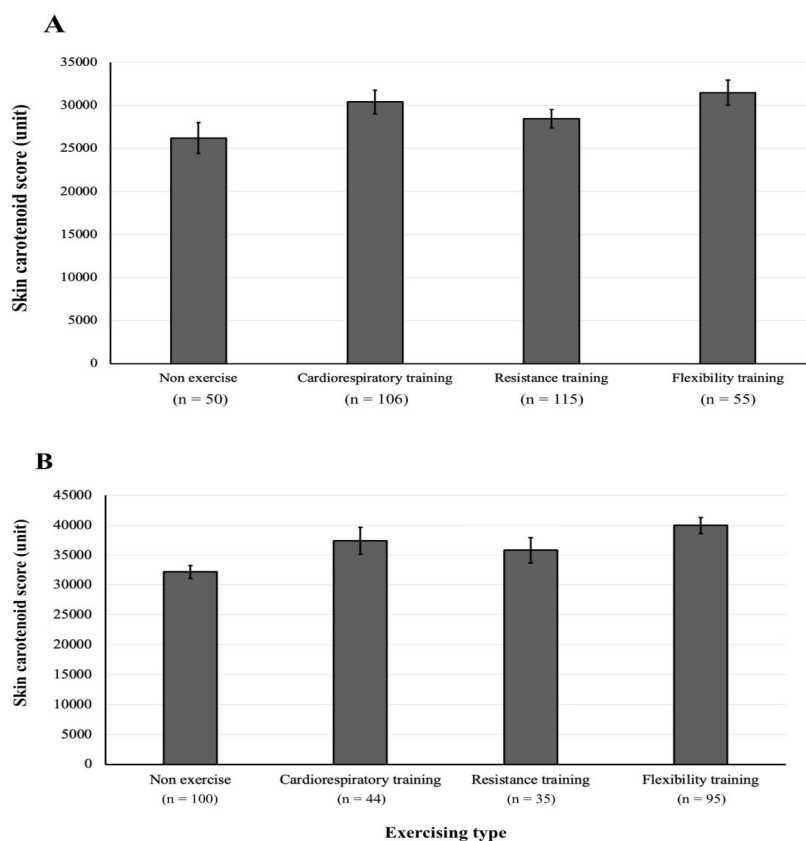 A
Skin carotenoid score (unit)
35000
30000
25000
20000
15000
10000
5000
0
Non exercise Cardiorespiratory training Resistance training Flexibility training
(n = 50) (n = 106) (n = 115) (n = 55)
B
Skin carotenoid score (unit)
45000
40000
35000
30000
25000
20000
15000
10000
5000
0
Non exercise Cardiorespiratory training Resistance training Flexibility training
(n = 100) (n = 44) (n = 35) (n = 95)
Exercising type